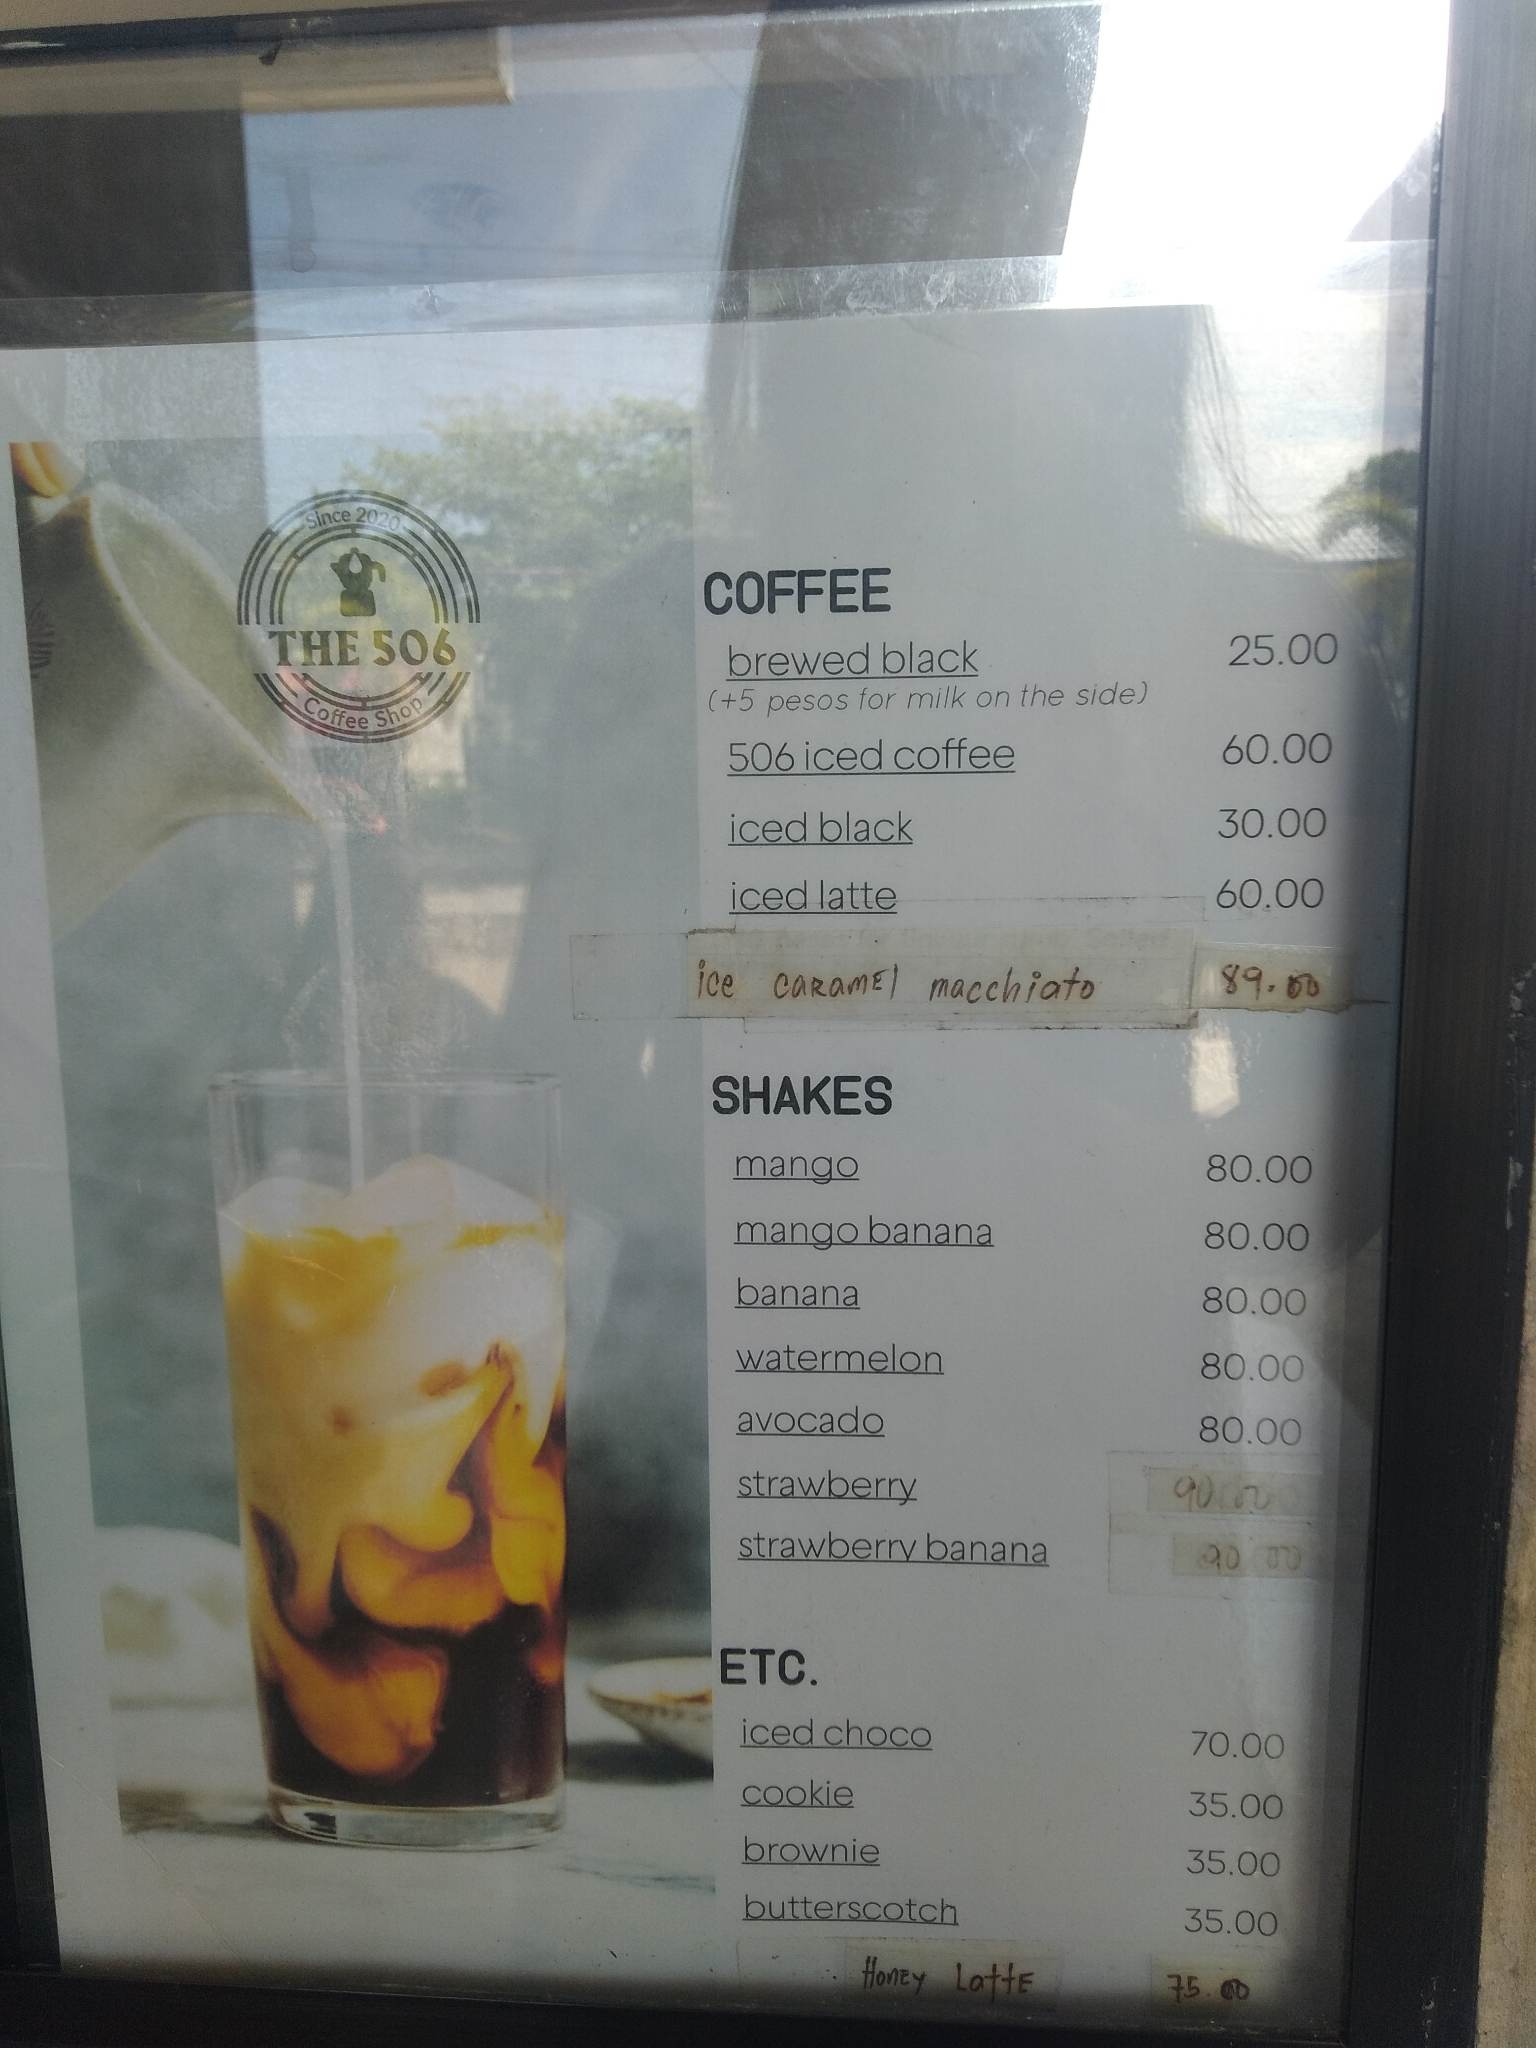 Since 2020
THE 506
Coffee Shop
COFFEE
brewed black 25.00
(+5 pesos for milk on the side)
506 iced coffee 60.00
iced black 30.00
iced latte 60.00
ice caramel macchiato 89.00
SHAKES
mango 80.00
mango banana 80.00
banana 80.00
watermelon 80.00
avocado 80.00
strawberry 90.00
strawberry banana 90.00
ETC.
iced choco 70.00
cookie 35.00
brownie 35.00
butterscotch 35.00
Honey Latte 75.00